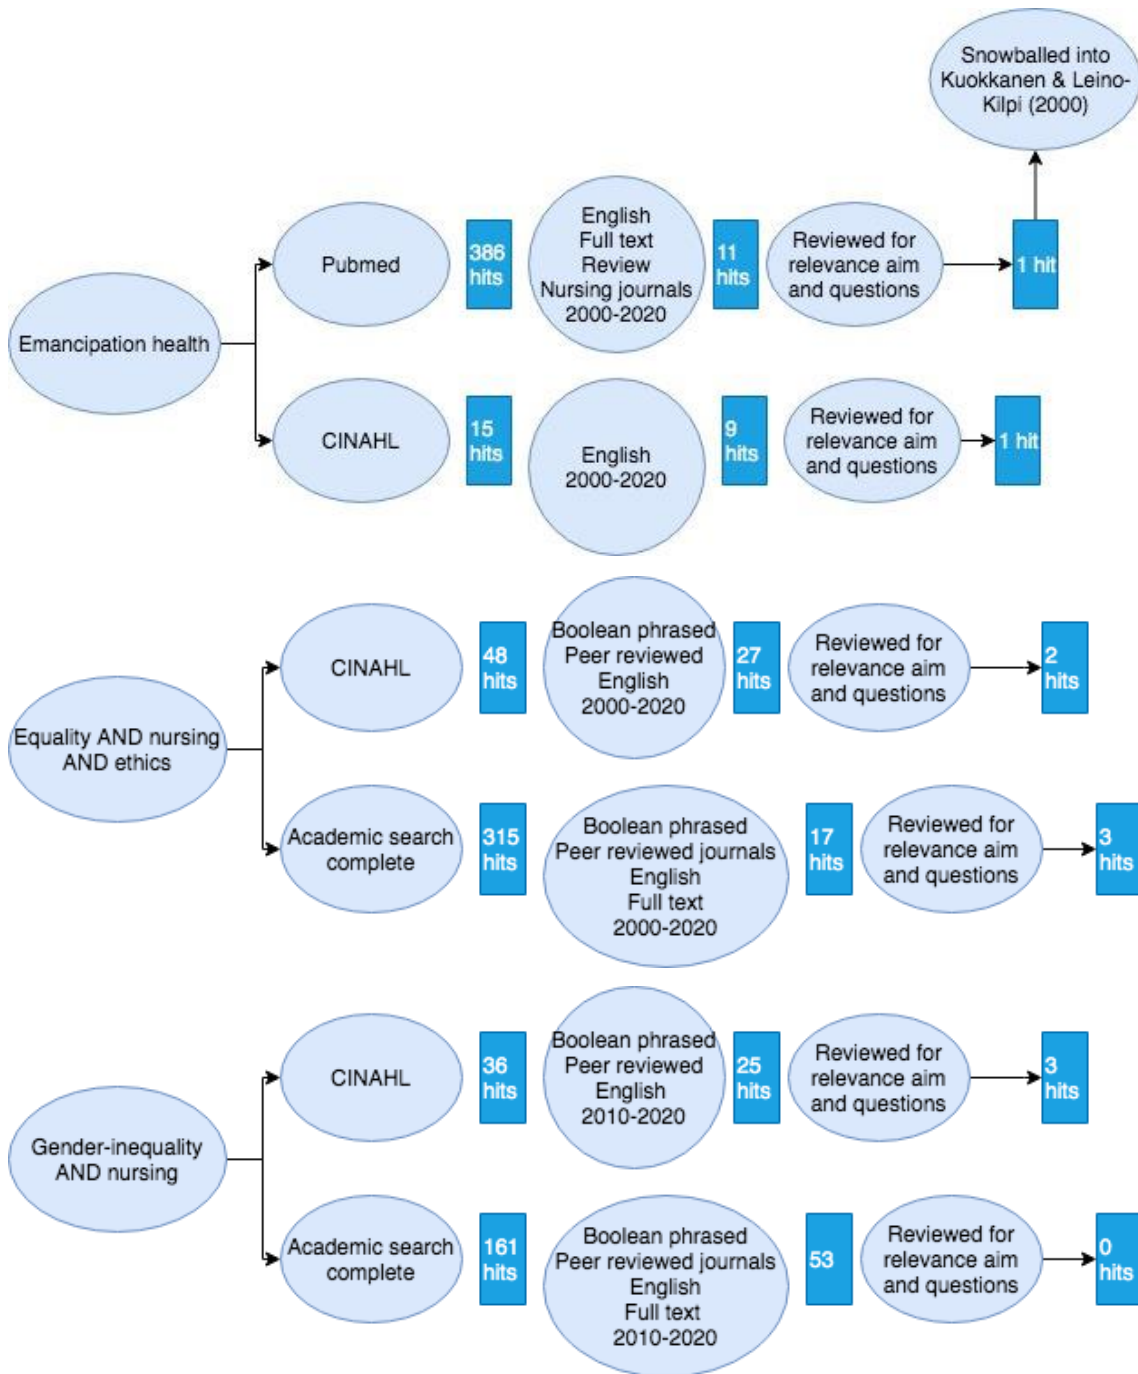 Snowballed into
Kuokkanen & Leino-
Kilpi (2000)
Emancipation health
Pubmed
386
hits
English
Full text
Review
Nursing journals
2000-2020
11
hits
Reviewed for
relevance aim
and questions
1 hit
CINAHL
15
hits
English
2000-2020
9
hits
Reviewed for
relevance aim
and questions
1 hit
Equality AND nursing
AND ethics
CINAHL
48
hits
Boolean phrased
Peer reviewed
English
2000-2020
27
hits
Reviewed for
relevance aim
and questions
2
hits
Academic search
complete
315
hits
Boolean phrased
Peer reviewed journals
English
Full text
2000-2020
17
hits
Reviewed for
relevance aim
and questions
3
hits
Gender-inequality
AND nursing
CINAHL
36
hits
Boolean phrased
Peer reviewed
English
2010-2020
25
hits
Reviewed for
relevance aim
and questions
3
hits
Academic search
complete
161
hits
Boolean phrased
Peer reviewed journals
English
Full text
2010-2020
53
Reviewed for
relevance aim
and questions
0
hits